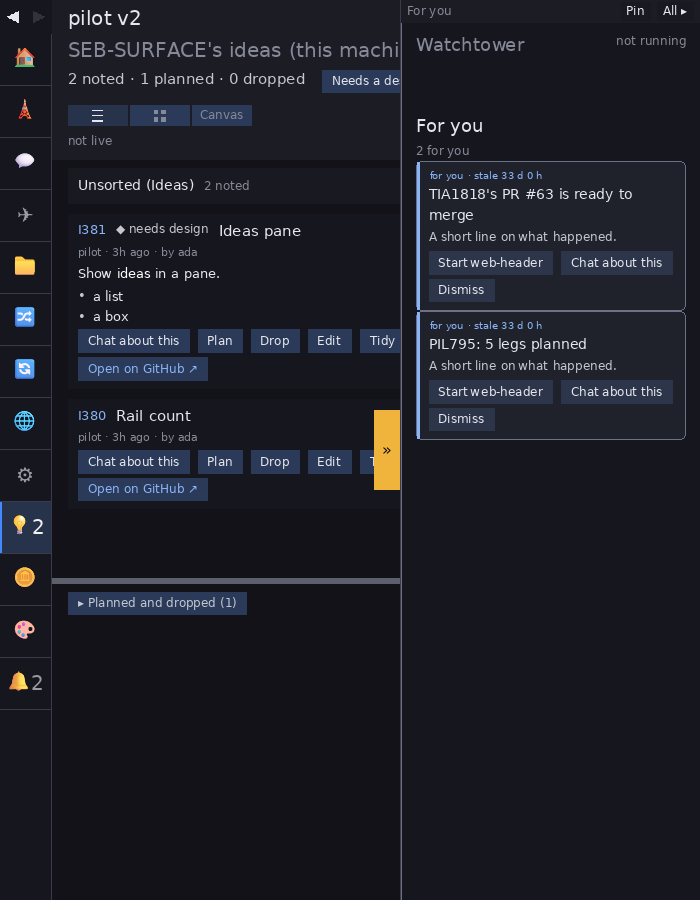 pilot v2
SEB-SURFACE's ideas (this machi
2 noted · 1 planned · 0 dropped
Needs a de
Canvas
not live
Unsorted (Ideas) 2 noted
I381 ◆ needs design Ideas pane
pilot · 3h ago · by ada
Show ideas in a pane.
• a list
• a box
Chat about this Plan Drop Edit Tidy
Open on GitHub ↗
I380 Rail count
pilot · 3h ago · by ada
Chat about this Plan Drop Edit
Open on GitHub ↗
»
▸ Planned and dropped (1)
2
2
For you Pin All ▸
Watchtower not running
For you
2 for you
for you · stale 33 d 0 h
TIA1818's PR #63 is ready to
merge
A short line on what happened.
Start web-header Chat about this
Dismiss
for you · stale 33 d 0 h
PIL795: 5 legs planned
A short line on what happened.
Start web-header Chat about this
Dismiss